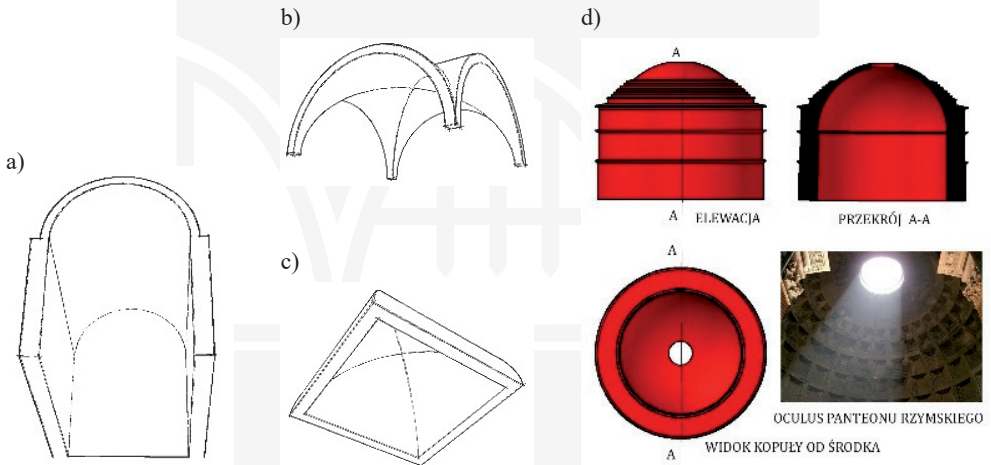 a)
b)
c)
d)
A
A
ELEWACJA
PRZEKRÓJ A-A
A
OCULUS PANTEONU RZYMSKIEGO
WIDOK KOPUŁY OD ŚRODKA
A